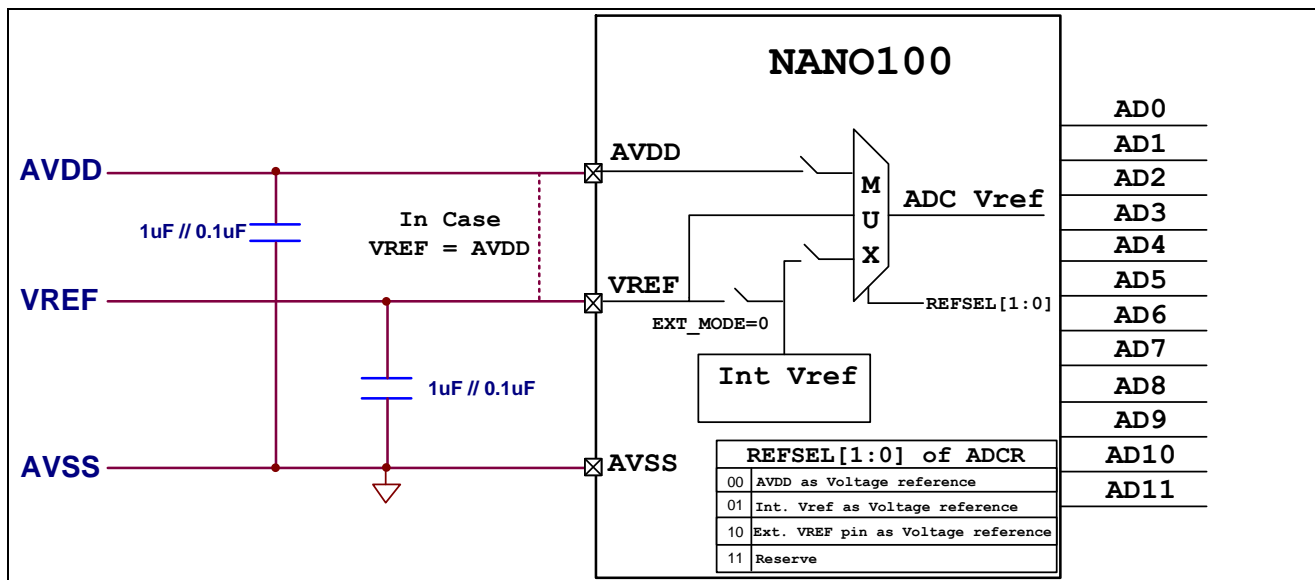 NANO100
AVDD
VREF
AVSS
1uF // 0.1uF
In Case
VREF = AVDD
1uF // 0.1uF
AVDD
VREF
AVSS
EXT_MODE=0
M
U
X
ADC Vref
REFSEL[1:0]
Int Vref
REFSEL[1:0] of ADCR
00 AVDD as Voltage reference
01 Int. Vref as Voltage reference
10 Ext. VREF pin as Voltage reference
11 Reserve
AD0
AD1
AD2
AD3
AD4
AD5
AD6
AD7
AD8
AD9
AD10
AD11